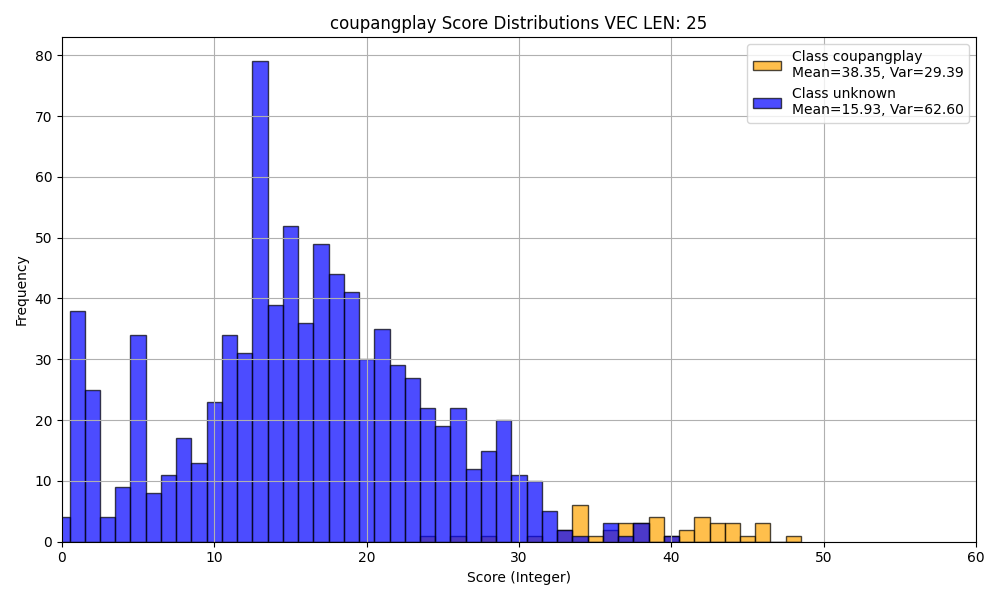 coupangplay Score Distributions VEC LEN: 25
Class coupangplay
Mean=38.35, Var=29.39
Class unknown
Mean=15.93, Var=62.60
Frequency
80
70
60
50
40
30
20
10
0
0 10 20 30 40 50 60
Score (Integer)